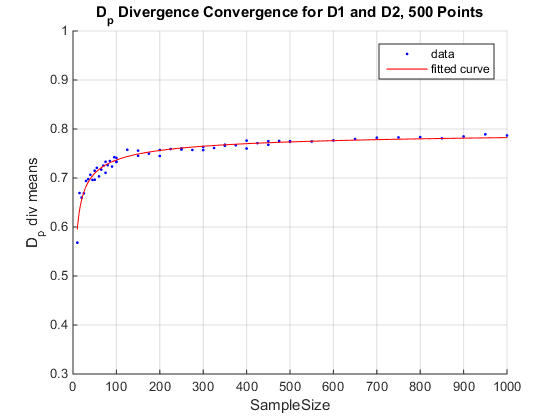 Dp Divergence Convergence for D1 and D2, 500 Points
data
fitted curve
1
0.9
0.8
0.7
0.6
0.5
0.4
0.3
Dp div means
0 100 200 300 400 500 600 700 800 900 1000
SampleSize